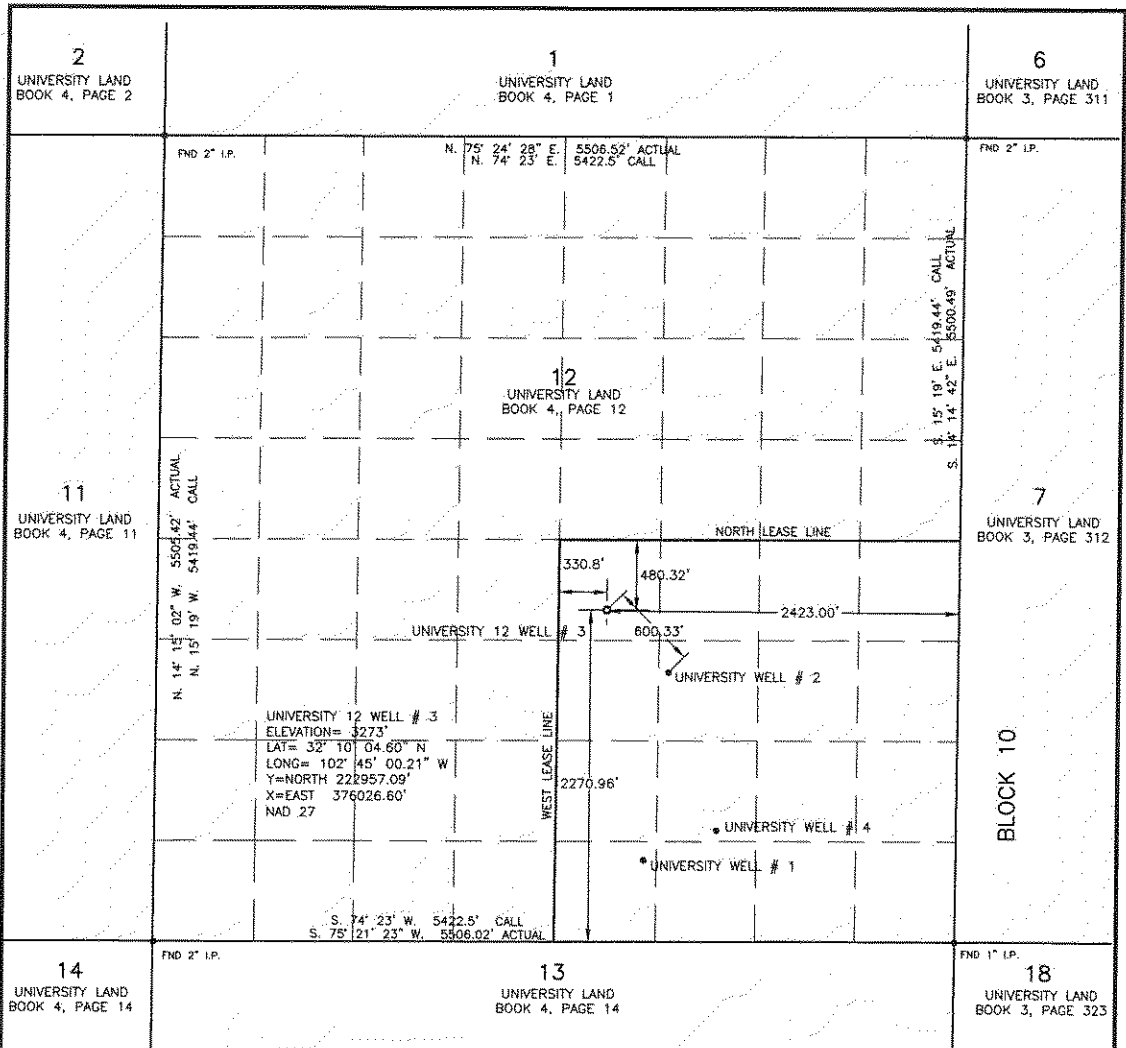 2
UNIVERSITY LAND
BOOK 4, PAGE 2
1
UNIVERSITY LAND
BOOK 4, PAGE 1
6
UNIVERSITY LAND
BOOK 3, PAGE 311
FND 2" I.P.
N. 75' 24' 28" E. 5506.52' ACTUAL
N. 74' 23' E. 5422.5' CALL
FND 2" I.P.
S. 15' 19' E. 5419.44' CALL
S. 14' 14' 42" E. 5500.49' ACTUAL
12
UNIVERSITY LAND
BOOK 4, PAGE 12
11
UNIVERSITY LAND
BOOK 4, PAGE 11
N. 14' 15' 02" W. 5505.42' ACTUAL
N. 15' 19' W. 5419.44' CALL
7
UNIVERSITY LAND
BOOK 3, PAGE 312
NORTH LEASE LINE
330.8'
480.32'
2423.00'
UNIVERSITY 12 WELL # 3
600.33'
UNIVERSITY WELL # 2
UNIVERSITY 12 WELL # 3
ELEVATION= 3273'
LAT= 32' 10' 04.60" N
LONG= 102' 45' 00.21" W
Y=NORTH 222957.09'
X=EAST 376026.60'
NAD 27
WEST LEASE LINE
2270.96'
BLOCK 10
UNIVERSITY WELL # 4
UNIVERSITY WELL # 1
S. 74' 23' W. 5422.5' CALL
S. 75' 21' 23" W. 5506.02' ACTUAL
FND 2" I.P.
FND 1" I.P.
14
UNIVERSITY LAND
BOOK 4, PAGE 14
13
UNIVERSITY LAND
BOOK 4, PAGE 14
18
UNIVERSITY LAND
BOOK 3, PAGE 323